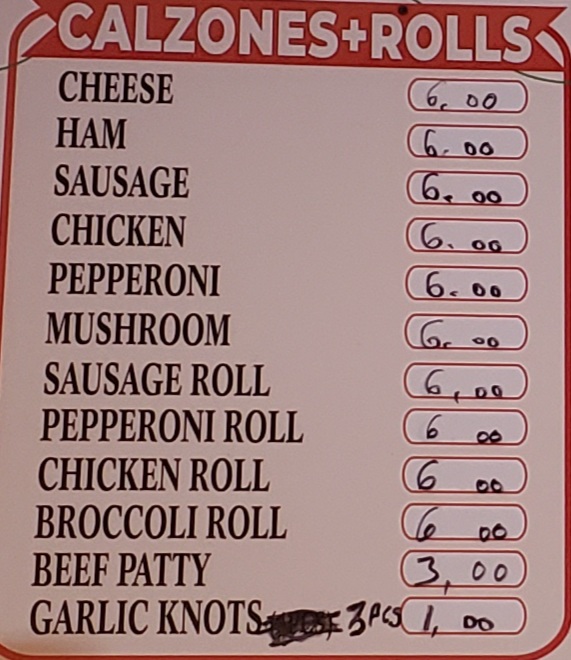 CALZONES+ROLLS
CHEESE 6.00
HAM 6.00
SAUSAGE 6.00
CHICKEN 6.00
PEPPERONI 6.00
MUSHROOM 6.00
SAUSAGE ROLL 6,00
PEPPERONI ROLL 6 00
CHICKEN ROLL 6 00
BROCCOLI ROLL 6 00
BEEF PATTY 3,00
GARLIC KNOTS 3PCS 1,00